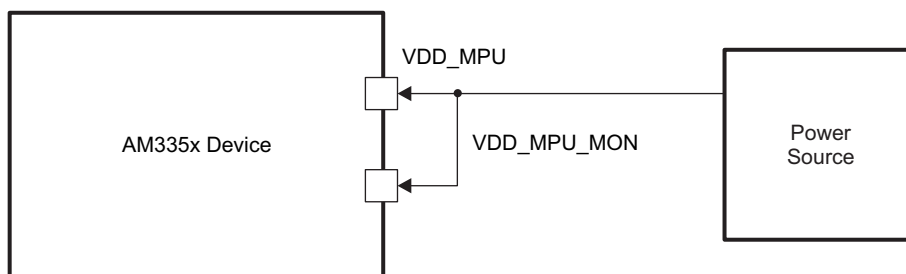 VDD_MPU
AM335x Device
VDD_MPU_MON
Power
Source